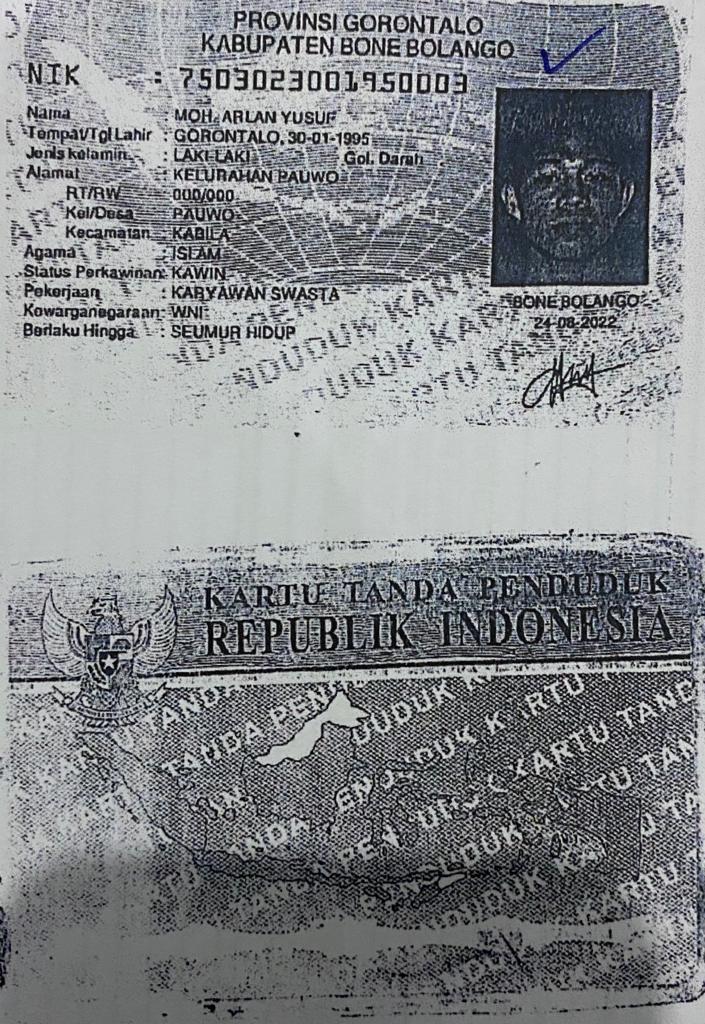 PROVINSI GORONTALO
KABUPATEN BONE BOLANGO
NIK : 7503023001950003
Nama : MOH. ARLAN YUSUF
Tempat/Tgl Lahir : GORONTALO, 30-01-1995
Jenis kelamin : LAKI-LAKI Gol. Darah
Alamat : KELURAHAN PAUWO
RT/RW : 000/000
Kel/Desa : PAUWO
Kecamatan : KABILA
Agama : ISLAM
Status Perkawinan: KAWIN
Pekerjaan : KARYAWAN SWASTA
Kewarganegaraan: WNI
Berlaku Hingga : SEUMUR HIDUP
BONE BOLANGO
24-08-2022
KARTU TANDA PENDUDUK
REPUBLIK INDONESIA